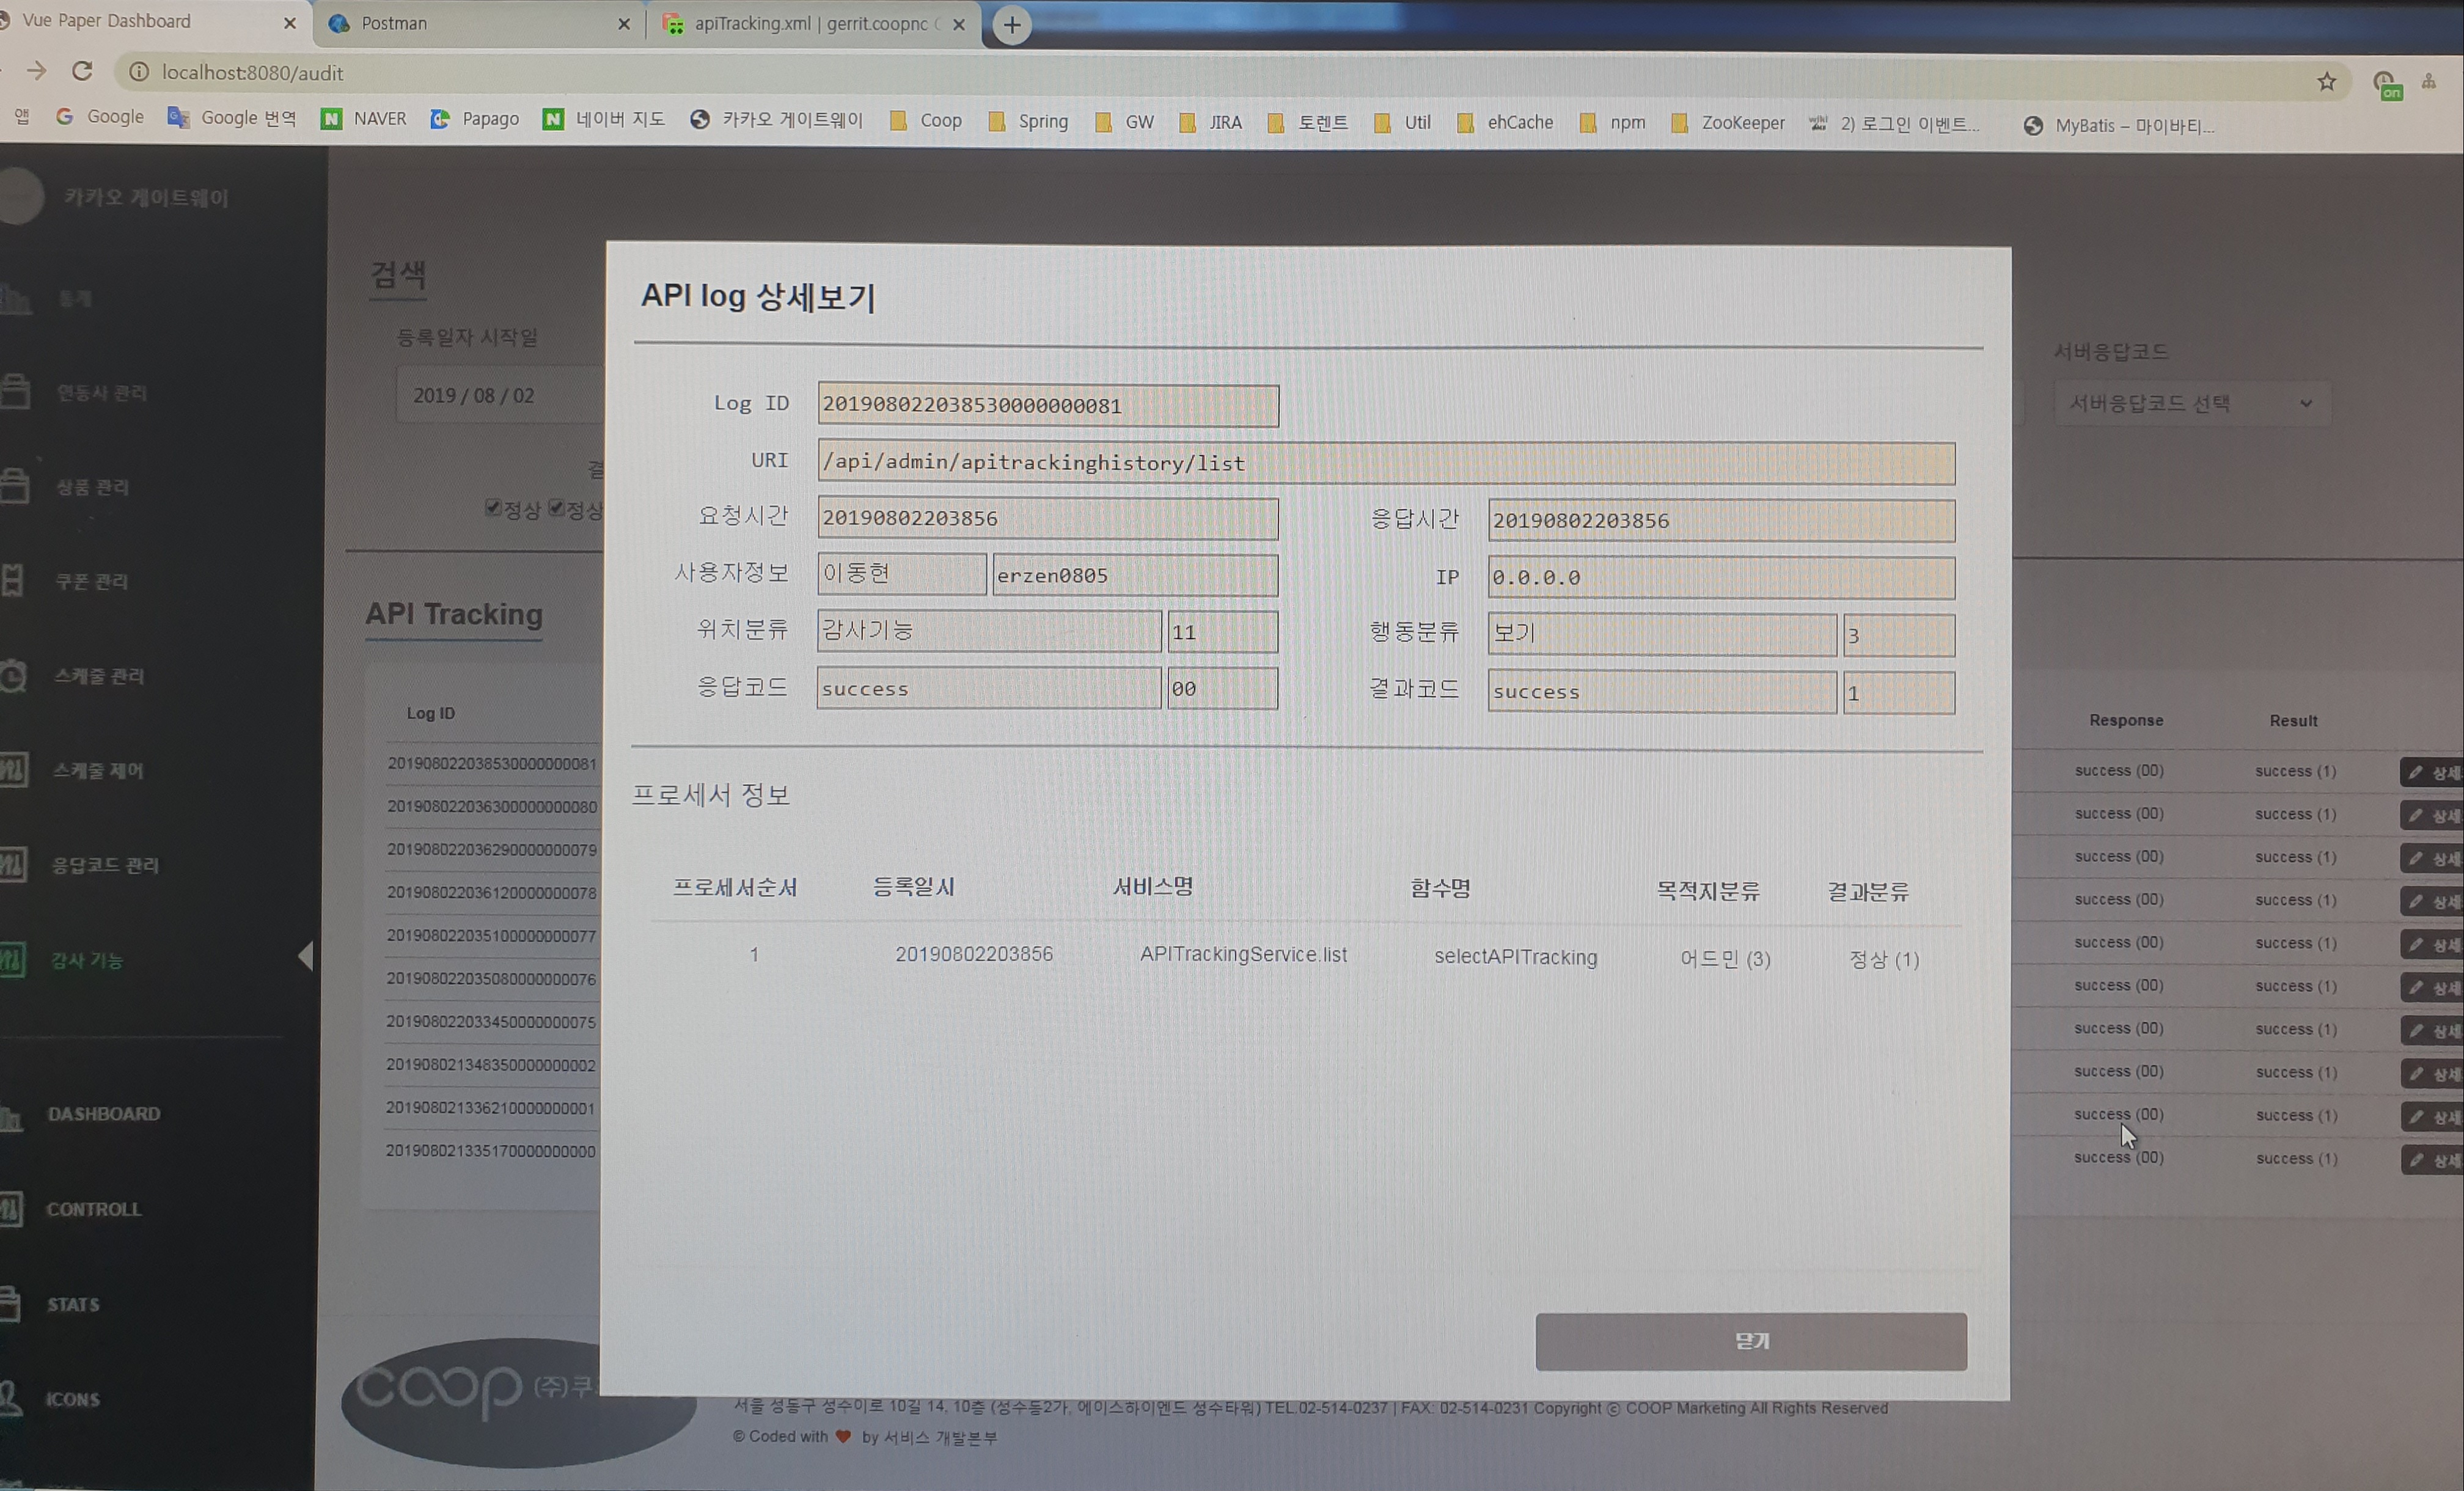 Vue Paper Dashboard
Postman
apiTracking.xml | gerrit.coopnc
localhost:8080/audit
앱 Google Google 번역 NAVER Papago 네이버 지도 카카오 게이트웨이 Coop Spring GW JIRA 토렌트 Util ehCache npm ZooKeeper 2) 로그인 이벤트... MyBatis – 마이바티...
on
카카오 게이트웨이
통계
연동사 관리
상품 관리
쿠폰 관리
스케줄 관리
스케줄 제어
응답코드 관리
감사 기능
DASHBOARD
CONTROLL
STATS
ICONS
검색
등록일자 시작일
2019 / 08 / 02
정상 정상
서버응답코드
서버응답코드 선택
API Tracking
Log ID
2019080220385300000000081
2019080220363000000000080
2019080220362900000000079
2019080220361200000000078
2019080220351000000000077
2019080220350800000000076
2019080220334500000000075
2019080213483500000000002
2019080213362100000000001
2019080213351700000000000
Response Result
success (00) success (1) 상세
success (00) success (1) 상세
success (00) success (1) 상세
success (00) success (1) 상세
success (00) success (1) 상세
success (00) success (1) 상세
success (00) success (1) 상세
success (00) success (1) 상세
success (00) success (1) 상세
success (00) success (1) 상세
API log 상세보기
Log ID 2019080220385300000000081
URI /api/admin/apitrackinghistory/list
요청시간 20190802203856 응답시간 20190802203856
사용자정보 이동현 erzen0805 IP 0.0.0.0
위치분류 감사기능 11 행동분류 보기 3
응답코드 success 00 결과코드 success 1
프로세서 정보
프로세서순서 등록일시 서비스명 함수명 목적지분류 결과분류
1 20190802203856 APITrackingService.list selectAPITracking 어드민 (3) 정상 (1)
닫기
coop (주)쿠
서울 성동구 성수이로 10길 14, 10층 (성수동2가, 에이스하이엔드 성수타워) TEL.02-514-0237 | FAX: 02-514-0231 Copyright ⓒ COOP Marketing All Rights Reserved
© Coded with ♥ by 서비스 개발본부